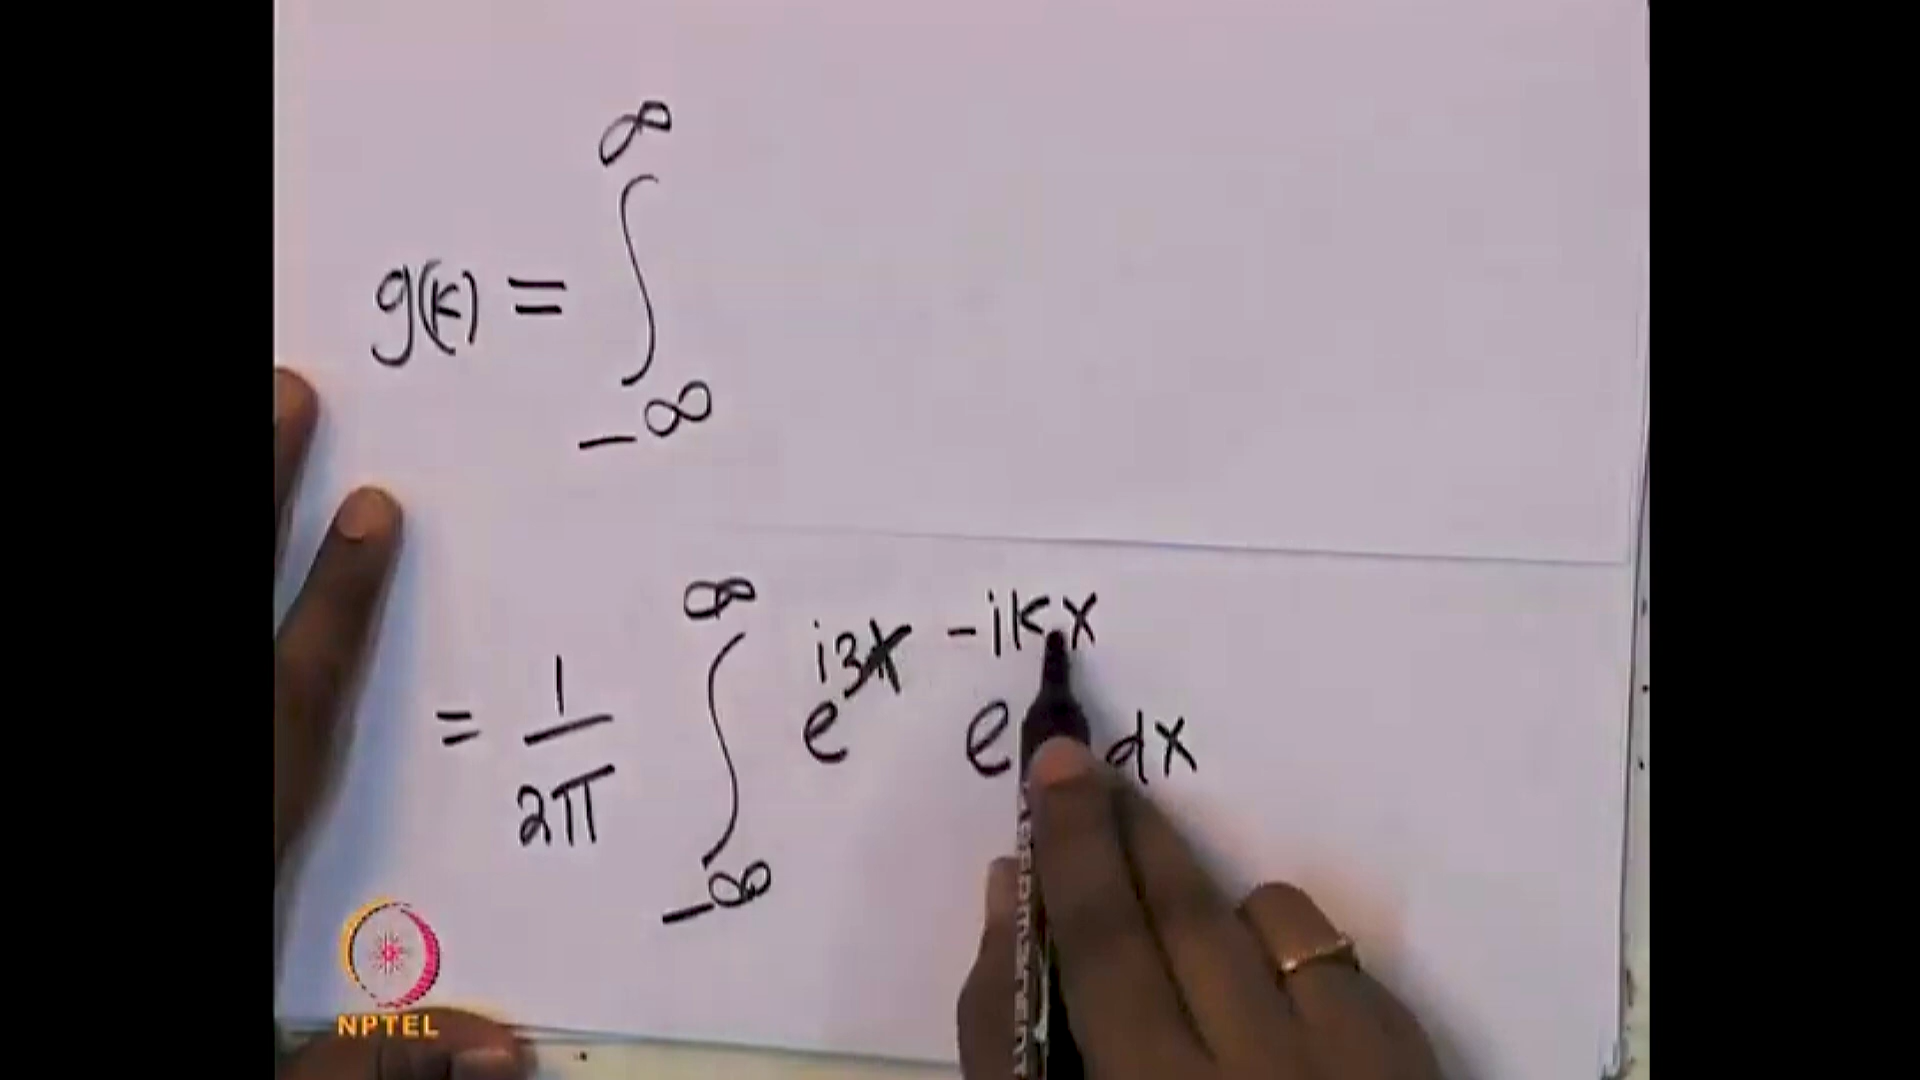 g(k) = ∫_{-∞}^{∞}
= 1/2π ∫_{-∞}^{∞} e^{i3x} e^{-ikx} dx
NPTEL